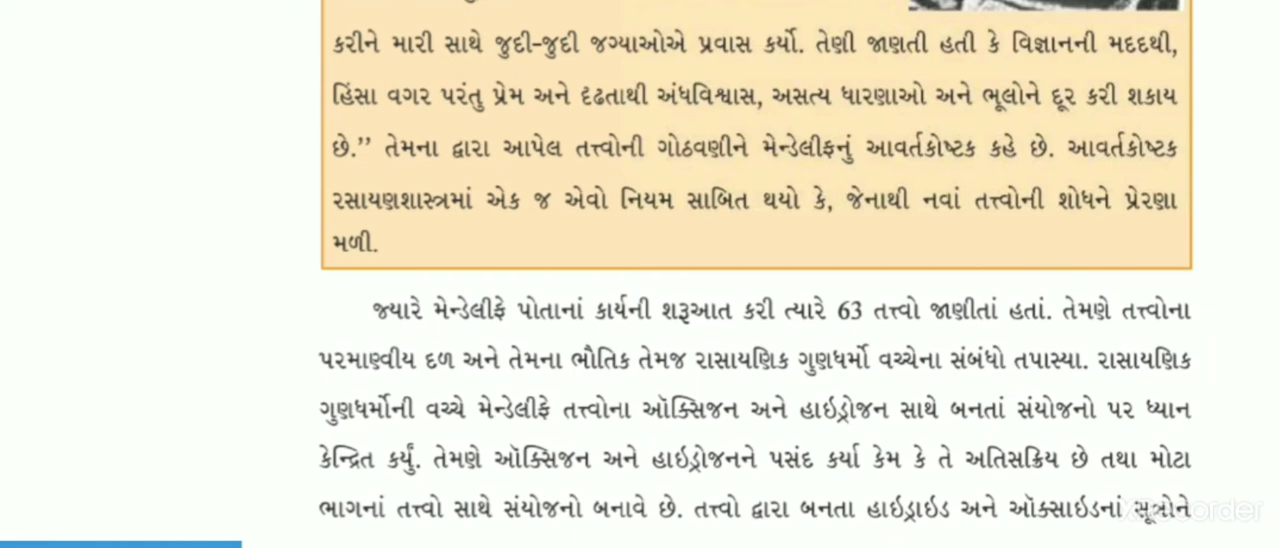 કરીને મારી સાથે જુદી-જુદી જગ્યાઓએ પ્રવાસ કર્યો. તેણી જાણતી હતી કે વિજ્ઞાનની મદદથી,
હિંસા વગર પરંતુ પ્રેમ અને દૃઢતાથી અંધવિશ્વાસ, અસત્ય ધારણાઓ અને ભૂલોને દૂર કરી શકાય
છે.” તેમના દ્વારા આપેલ તત્ત્વોની ગોઠવણીને મેન્ડેલીફનું આવર્તકોષ્ટક કહે છે. આવર્તકોષ્ટક
રસાયણશાસ્ત્રમાં એક જ એવો નિયમ સાબિત થયો કે, જેનાથી નવાં તત્ત્વોની શોધને પ્રેરણા
મળી.
જ્યારે મેન્ડેલીફે પોતાનાં કાર્યની શરૂઆત કરી ત્યારે 63 તત્ત્વો જાણીતાં હતાં. તેમણે તત્ત્વોના
પરમાણ્વીય દળ અને તેમના ભૌતિક તેમજ રાસાયણિક ગુણધર્મો વચ્ચેના સંબંધો તપાસ્યા. રાસાયણિક
ગુણધર્મોની વચ્ચે મેન્ડેલીફે તત્ત્વોના ઑક્સિજન અને હાઇડ્રોજન સાથે બનતાં સંયોજનો પર ધ્યાન
કેન્દ્રિત કર્યું. તેમણે ઑક્સિજન અને હાઇડ્રોજનને પસંદ કર્યા કેમ કે તે અતિસક્રિય છે તથા મોટા
ભાગનાં તત્ત્વો સાથે સંયોજનો બનાવે છે. તત્ત્વો દ્વારા બનતા હાઇડ્રાઇડ અને ઑક્સાઇડનાં સૂત્રોને
XRecorder